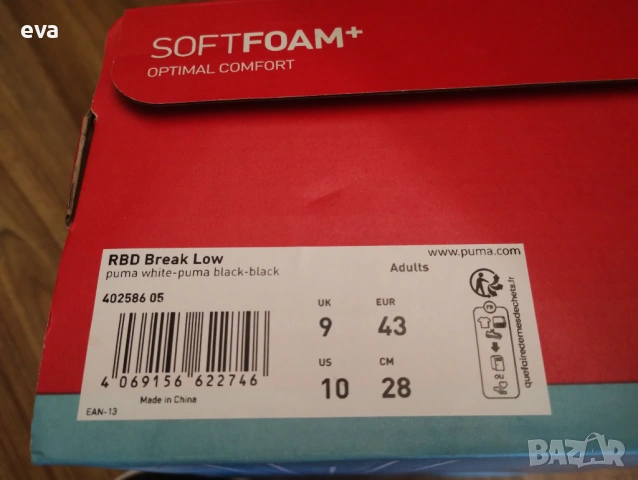 eva
SOFTFOAM+
OPTIMAL COMFORT
RBD Break Low
puma white-puma black-black
www.puma.com
Adults
402586 05
UK
EUR
9
43
US
CM
10
28
4 069156 622746
Made in China
EAN-13
quefairedemesdechets.fr
BAZAR.bg